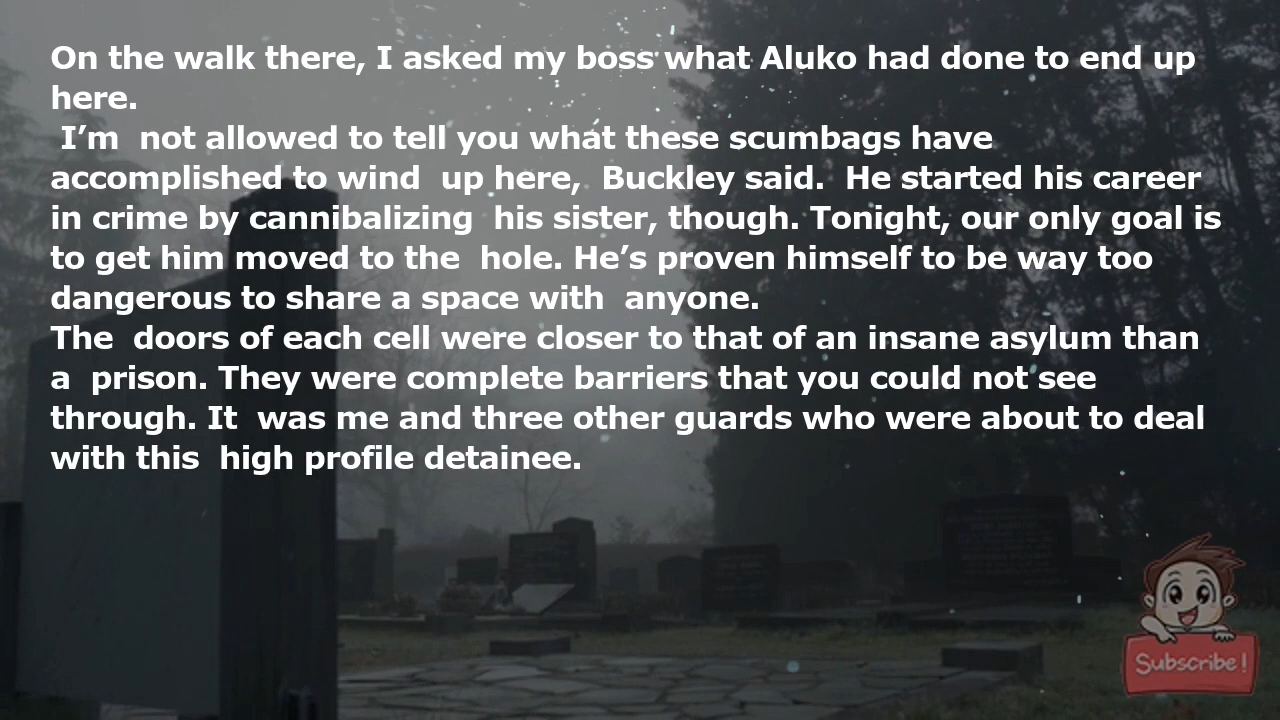 On the walk there, I asked my boss what Aluko had done to end up
here.
I’m  not allowed to tell you what these scumbags have
accomplished to wind  up here,  Buckley said.  He started his career
in crime by cannibalizing  his sister, though. Tonight, our only goal is
to get him moved to the  hole. He’s proven himself to be way too
dangerous to share a space with  anyone.
The  doors of each cell were closer to that of an insane asylum than
a  prison. They were complete barriers that you could not see
through. It  was me and three other guards who were about to deal
with this  high profile detainee.
Subscribe!